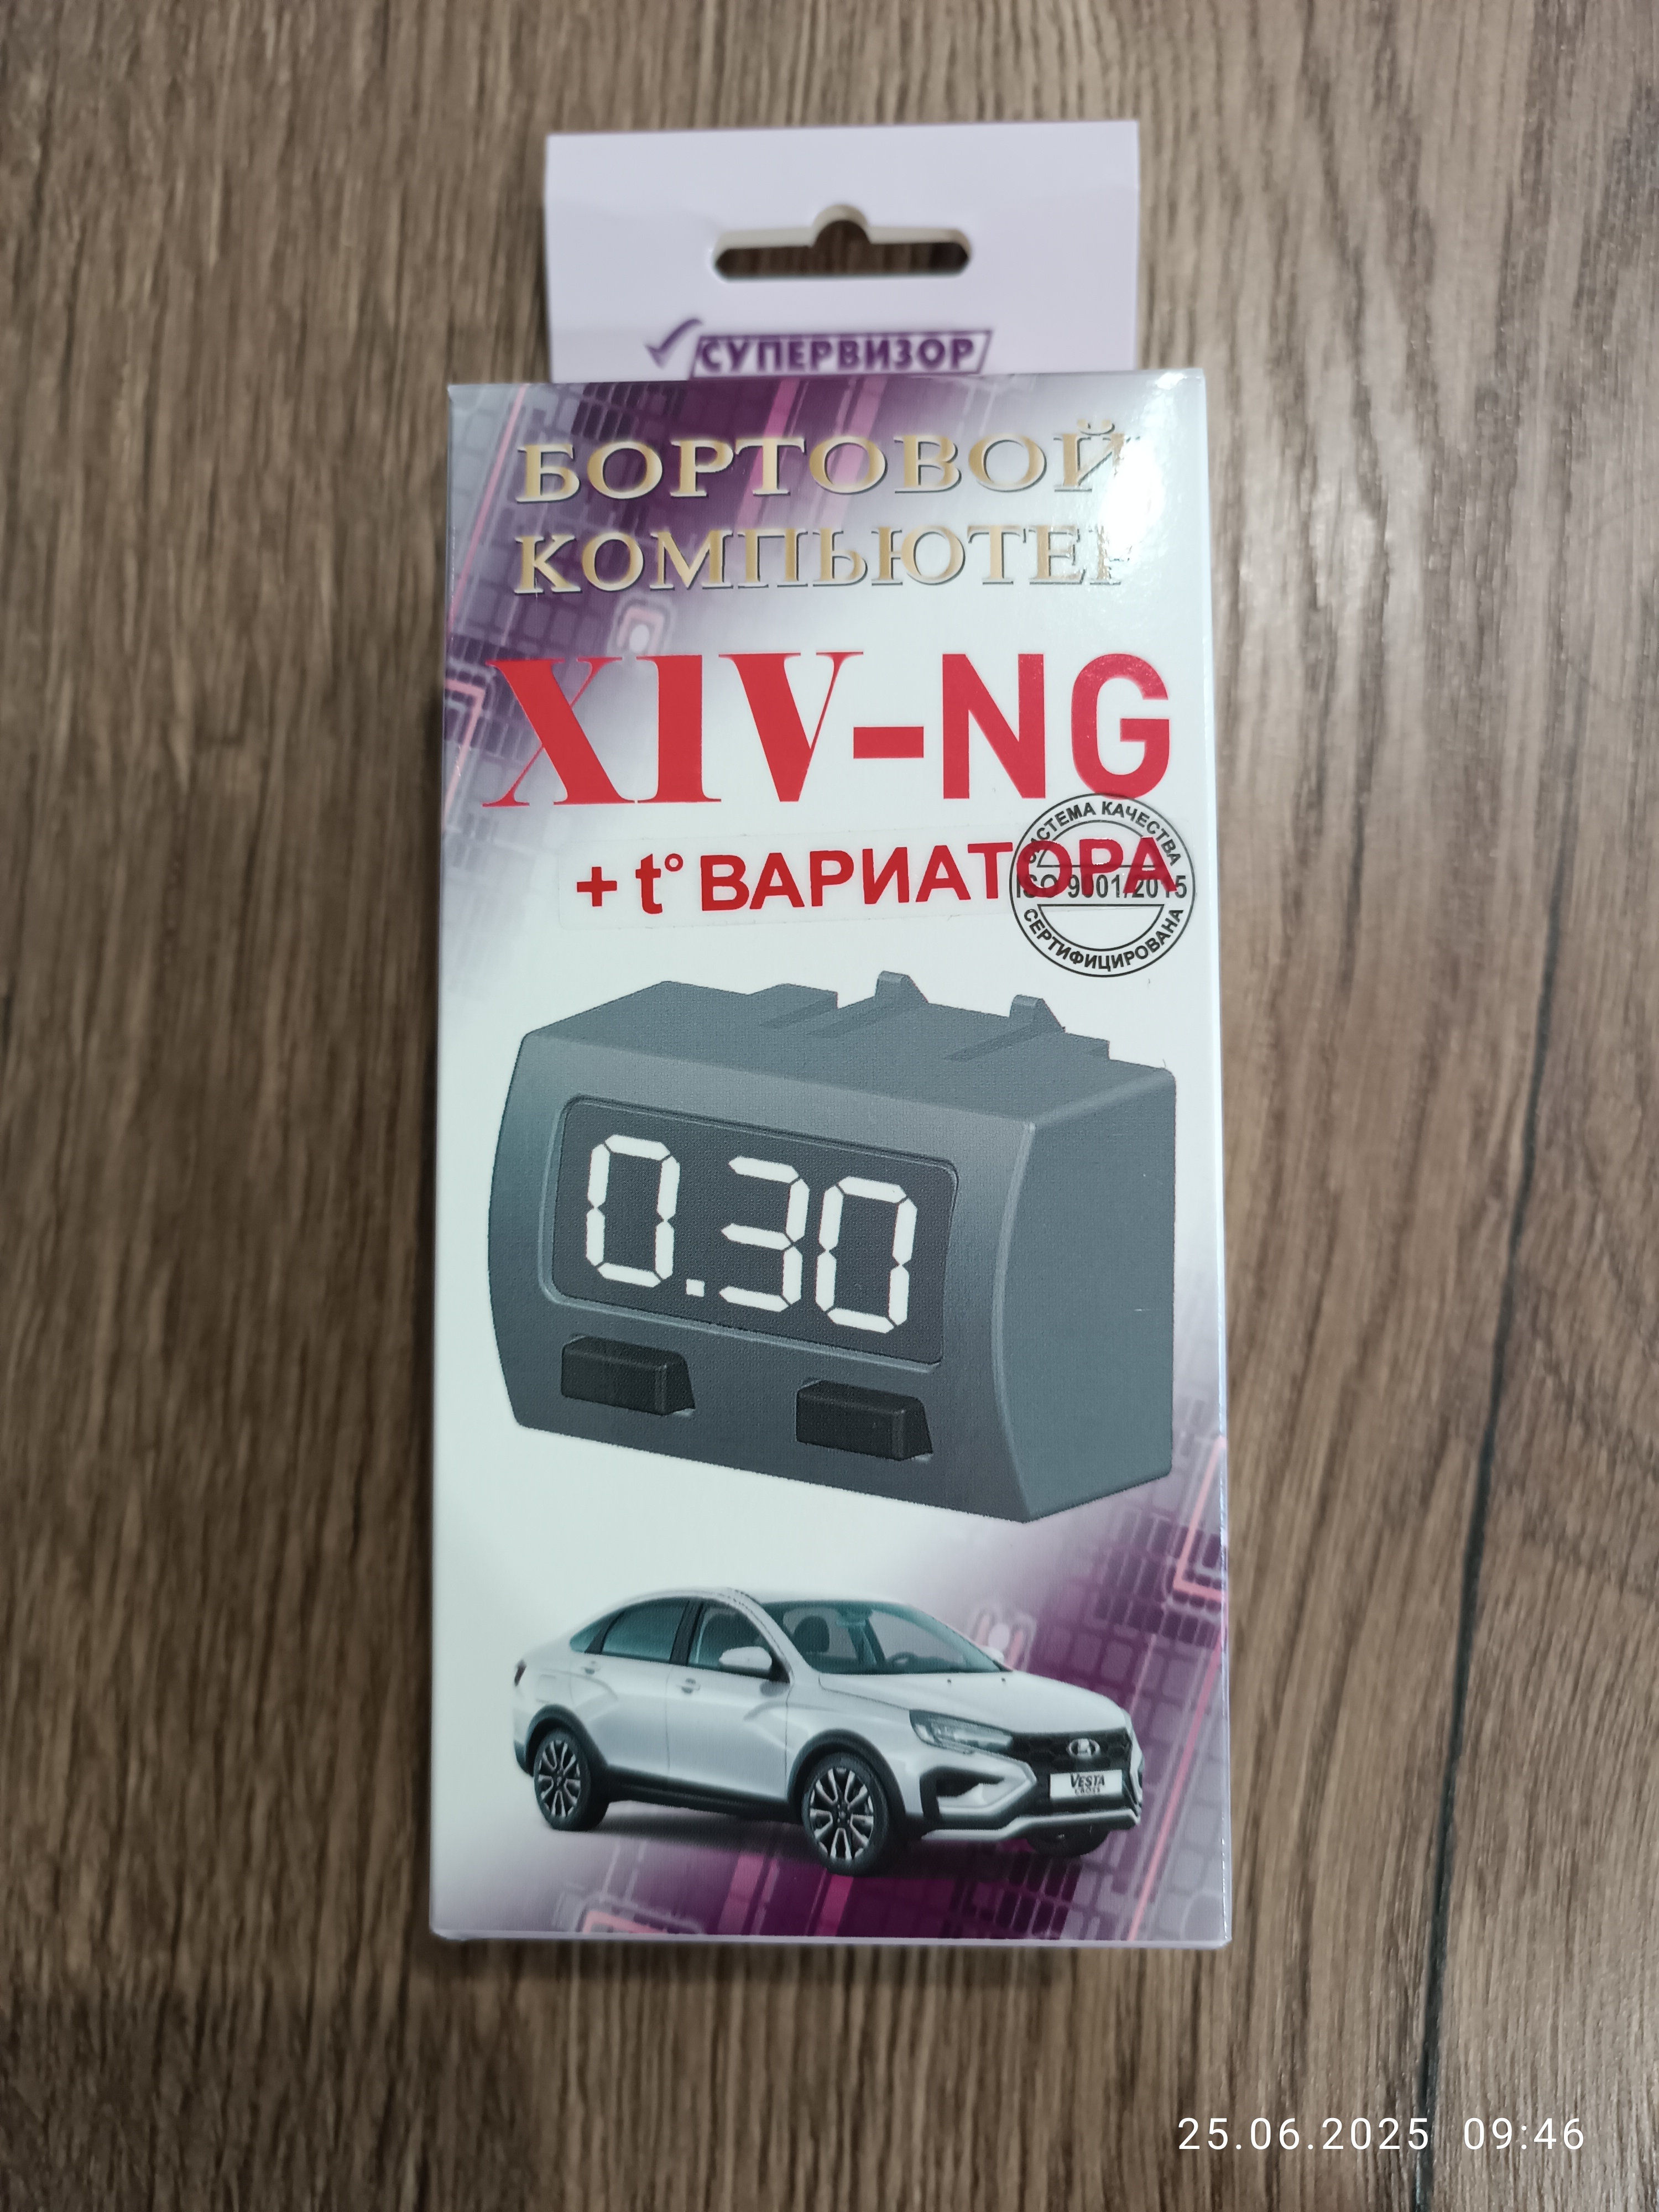 СУПЕРВИЗОР
БОРТОВОЙ
КОМПЬЮТЕР
XIV-NG
+ t° ВАРИАТОРА
СИСТЕМА КАЧЕСТВА
ISO 9001/2015
СЕРТИФИЦИРОВАНА
0.30
VESTA
CROSS
25.06.2025 09:46